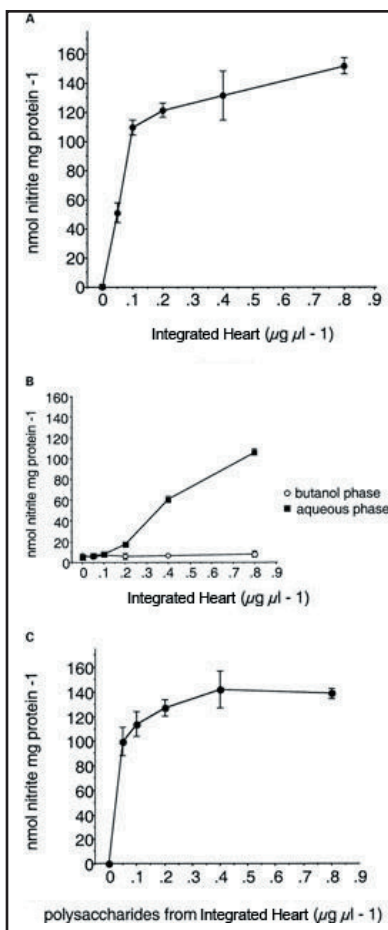 A
nmol nitrite mg protein -1
160
140
120
100
80
60
40
20
0
0 .1 .2 .3 .4 .5 .6 .7 .8 .9
Integrated Heart (µg µl - 1)
B
nmol nitrite mg protein -1
160
140
120
100
80
60
40
20
0
0 .1 .2 .3 .4 .5 .6 .7 .8 .9
butanol phase
aqueous phase
Integrated Heart (µg µl - 1)
C
nmol nitrite mg protein -1
160
140
120
100
80
60
40
20
0
0 .1 .2 .3 .4 .5 .6 .7 .8 .9
polysaccharides from Integrated Heart (µg µl - 1)